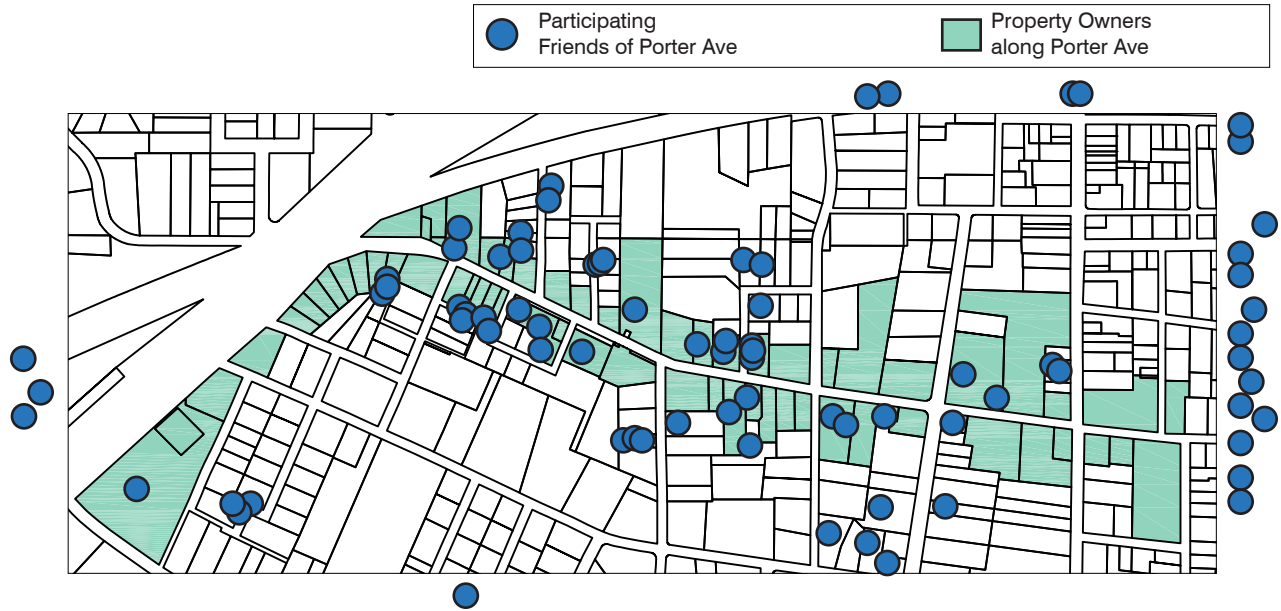 Participating
Friends of Porter Ave
Property Owners
along Porter Ave